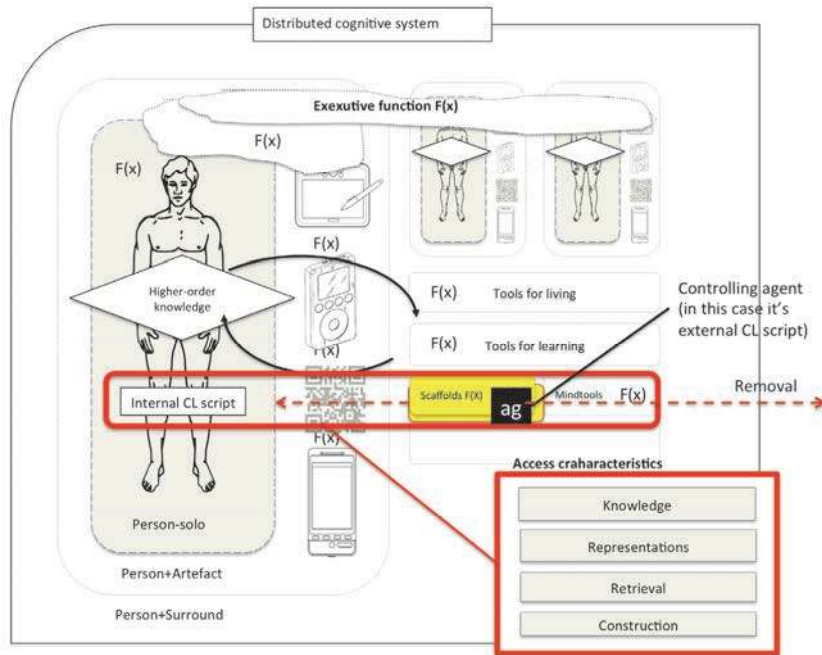 Distributed cognitive system
Exexutive function F(x)
F(x)
F(x)
F(x)
Higher-order
knowledge
F(x)
F(x)
F(x)
Tools for living
F(x)
Tools for learning
Controlling agent
(in this case it's
external CL script)
Internal CL script
Scaffolds F(X)
ag
Mindtools
F(x)
Removal
F(x)
Access craharacteristics
Knowledge
Representations
Retrieval
Construction
Person-solo
Person+Artefact
Person+Surround